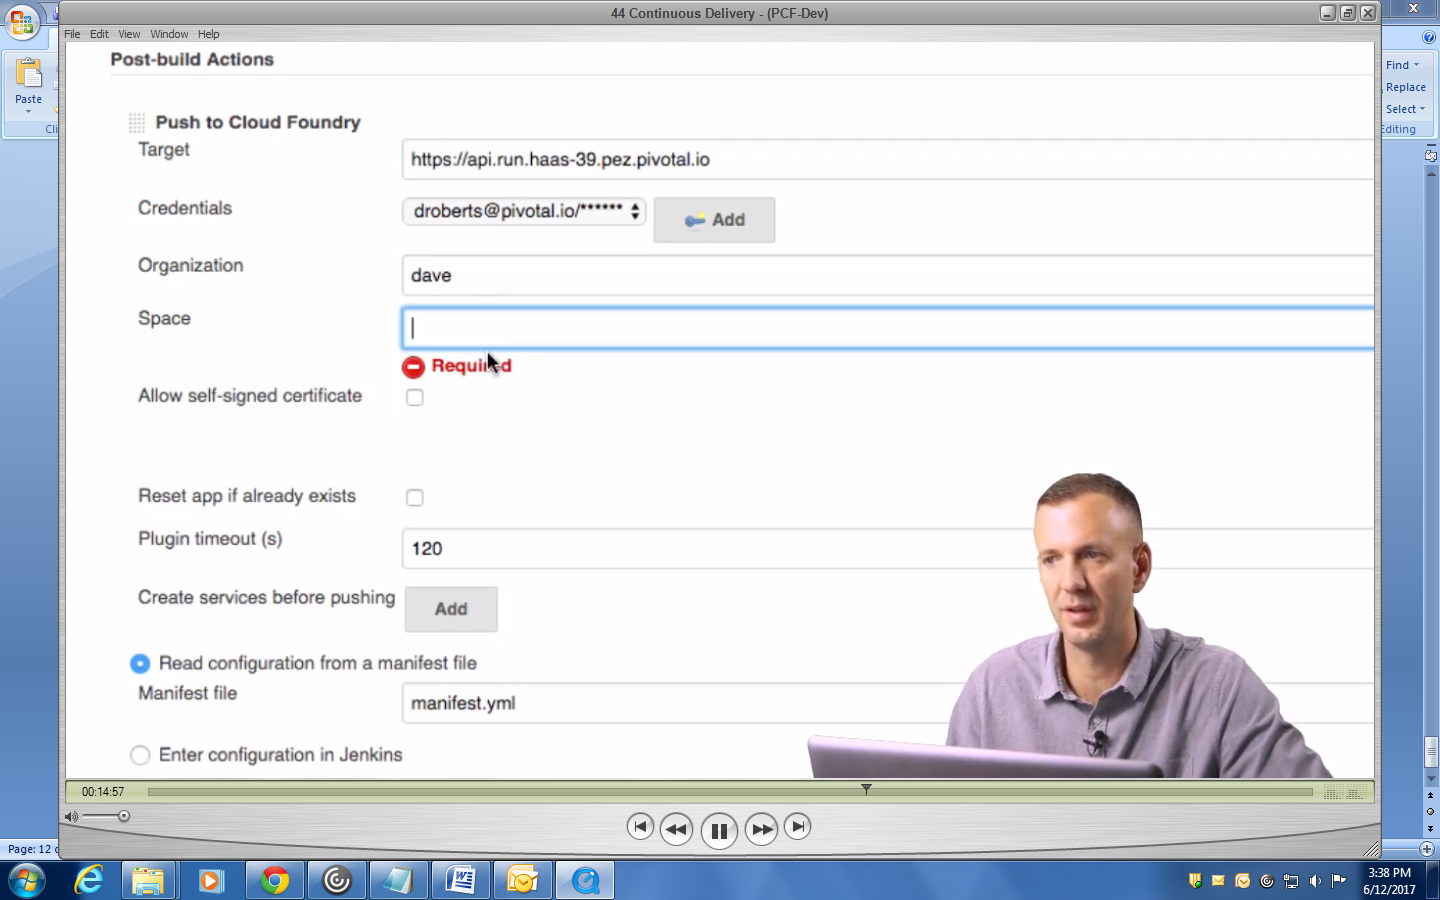 44 Continuous Delivery - (PCF-Dev)
File Edit View Window Help
Paste
Find
Replace
Select
Editing
Post-build Actions
Push to Cloud Foundry
Target
https://api.run.haas-39.pez.pivotal.io
Credentials
droberts@pivotal.io/******
Add
Organization
dave
Space
Required
Allow self-signed certificate
Reset app if already exists
Plugin timeout (s)
120
Create services before pushing
Add
Read configuration from a manifest file
Manifest file
manifest.yml
Enter configuration in Jenkins
00:14:57
Page: 12
3:38 PM
6/12/2017